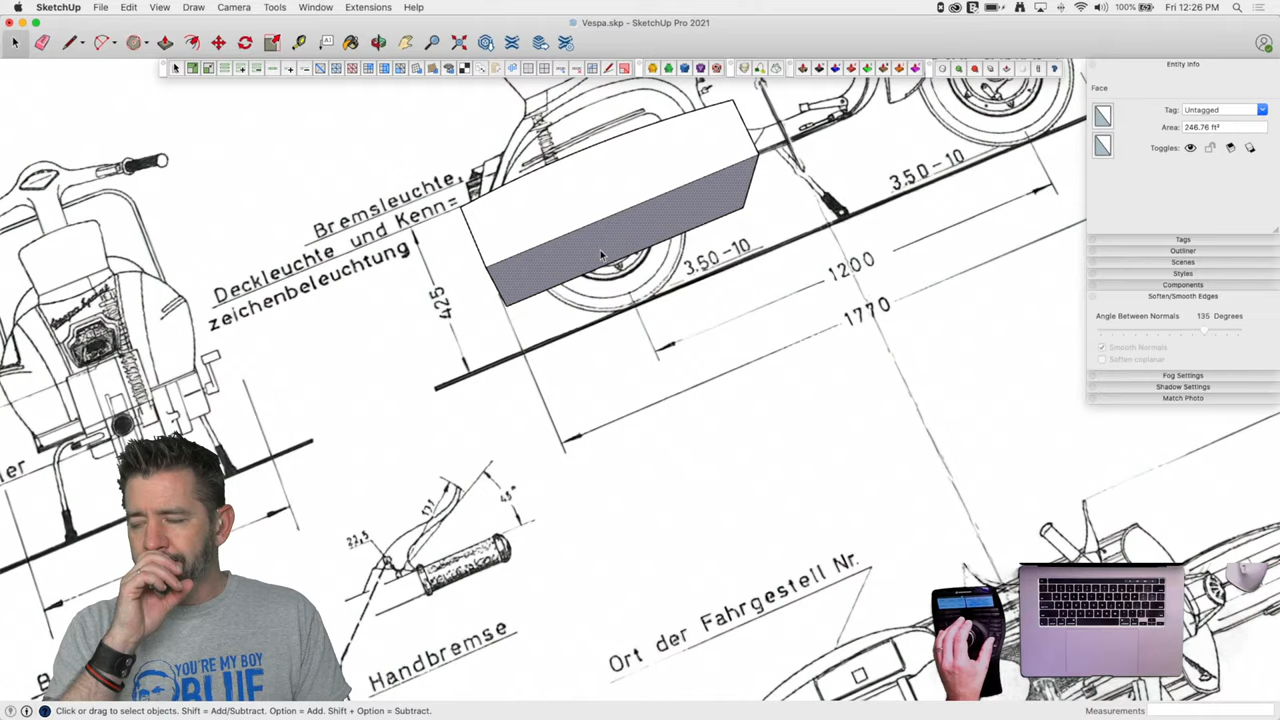 SketchUp File Edit View Draw Camera Tools Window Extensions Help
100% Fri 12:26 PM
Vespa.skp - SketchUp Pro 2021
Entity Info
Face
Tag: Untagged
Area: 246.76 ft²
Toggles:
Tags
Outliner
Scenes
Styles
Components
Soften/Smooth Edges
Angle Between Normals 135 Degrees
Smooth Normals
Soften coplanar
Fog Settings
Shadow Settings
Match Photo
Bremsleuchte,
Deckleuchte und Kenn=
zeichenbeleuchtung
425
3.50-10
3.50-10
1200
1770
45°
Handbremse
Ort der Fahrgestell Nr.
YOU'RE MY BOY
BLUE
Click or drag to select objects. Shift = Add/Subtract. Option = Add. Shift + Option = Subtract.
Measurements